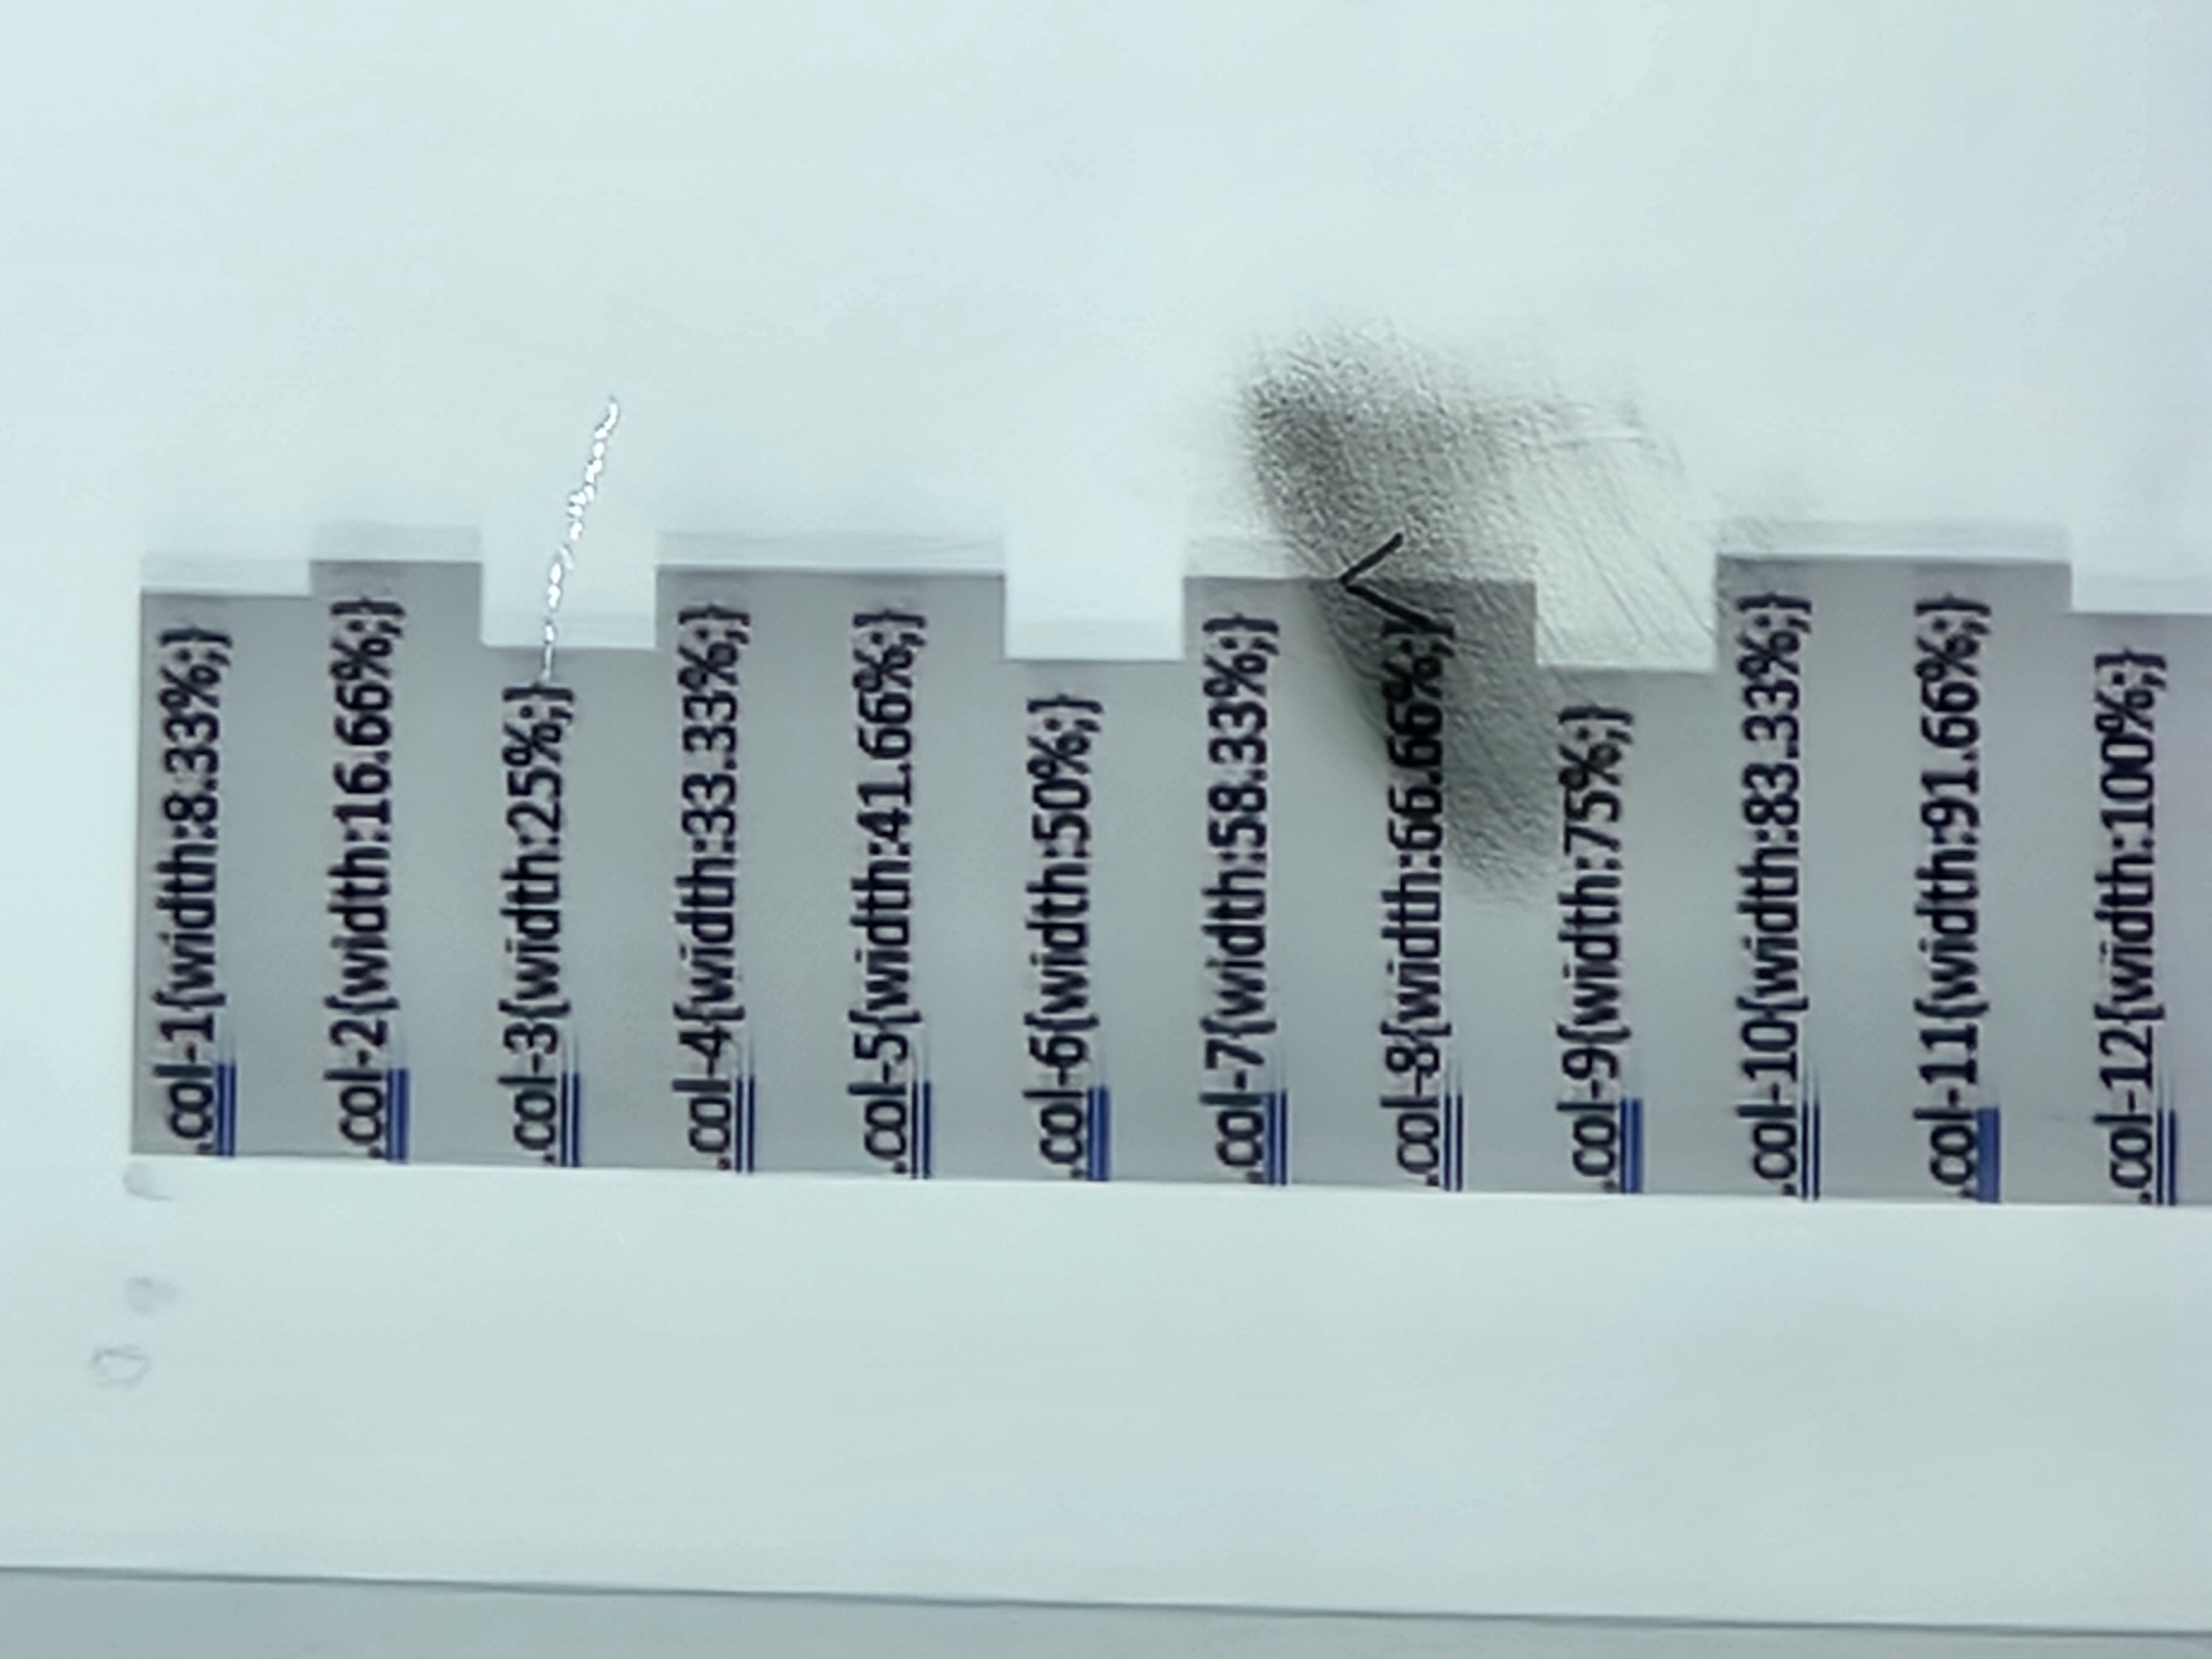 .col-1{width:8.33%;}
.col-2{width:16.66%;}
.col-3{width:25%;}
.col-4{width:33.33%;}
.col-5{width:41.66%;}
.col-6{width:50%;}
.col-7{width:58.33%;}
.col-8{width:66.66%;}
.col-9{width:75%;}
.col-10{width:83.33%;}
.col-11{width:91.66%;}
.col-12{width:100%;}